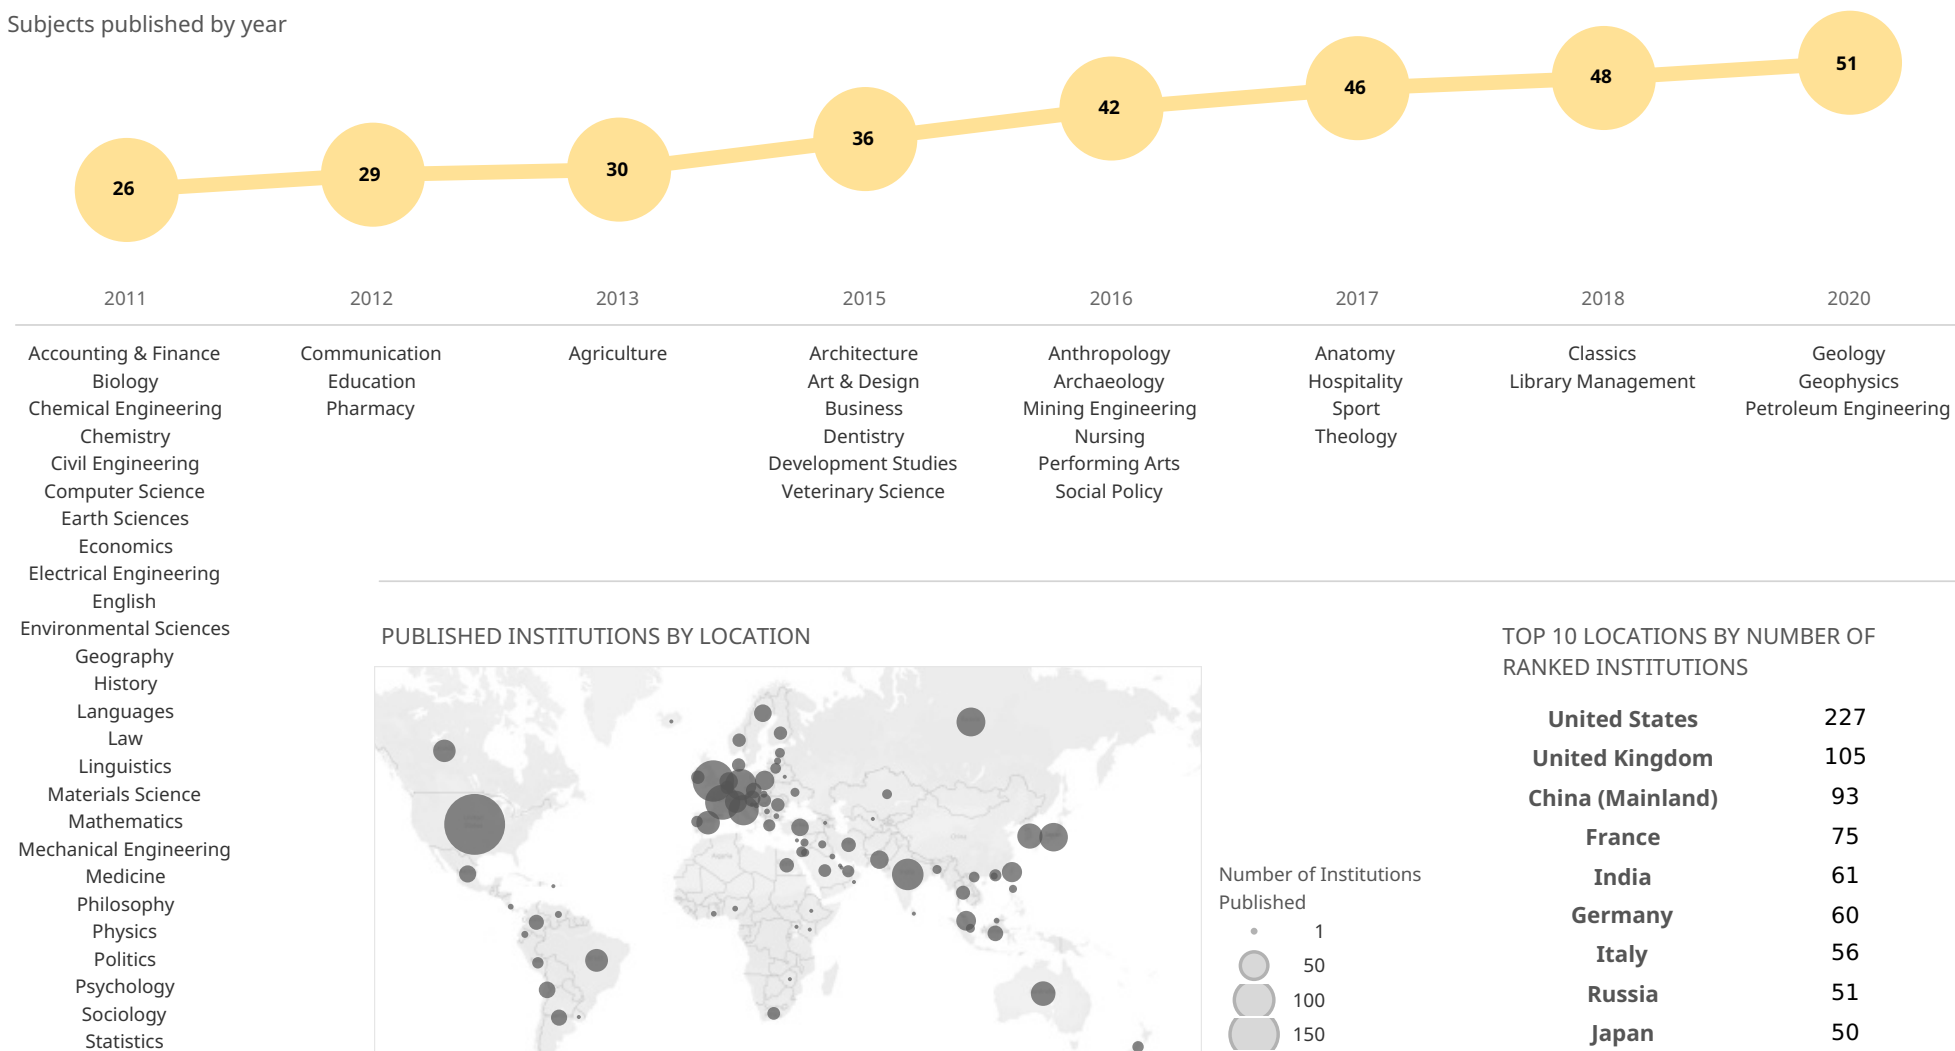 Subjects published by year
26
29
30
36
42
46
48
51
2011
2012
2013
2015
2016
2017
2018
2020
Accounting & Finance
Biology
Chemical Engineering
Chemistry
Civil Engineering
Computer Science
Earth Sciences
Economics
Electrical Engineering
English
Environmental Sciences
Geography
History
Languages
Law
Linguistics
Materials Science
Mathematics
Mechanical Engineering
Medicine
Philosophy
Physics
Politics
Psychology
Sociology
Statistics
Communication
Education
Pharmacy
Agriculture
Architecture
Art & Design
Business
Dentistry
Development Studies
Veterinary Science
Anthropology
Archaeology
Mining Engineering
Nursing
Performing Arts
Social Policy
Anatomy
Hospitality
Sport
Theology
Classics
Library Management
Geology
Geophysics
Petroleum Engineering
PUBLISHED INSTITUTIONS BY LOCATION
Number of Institutions
Published
1
50
100
150
TOP 10 LOCATIONS BY NUMBER OF
RANKED INSTITUTIONS
United States 227
United Kingdom 105
China (Mainland) 93
France 75
India 61
Germany 60
Italy 56
Russia 51
Japan 50